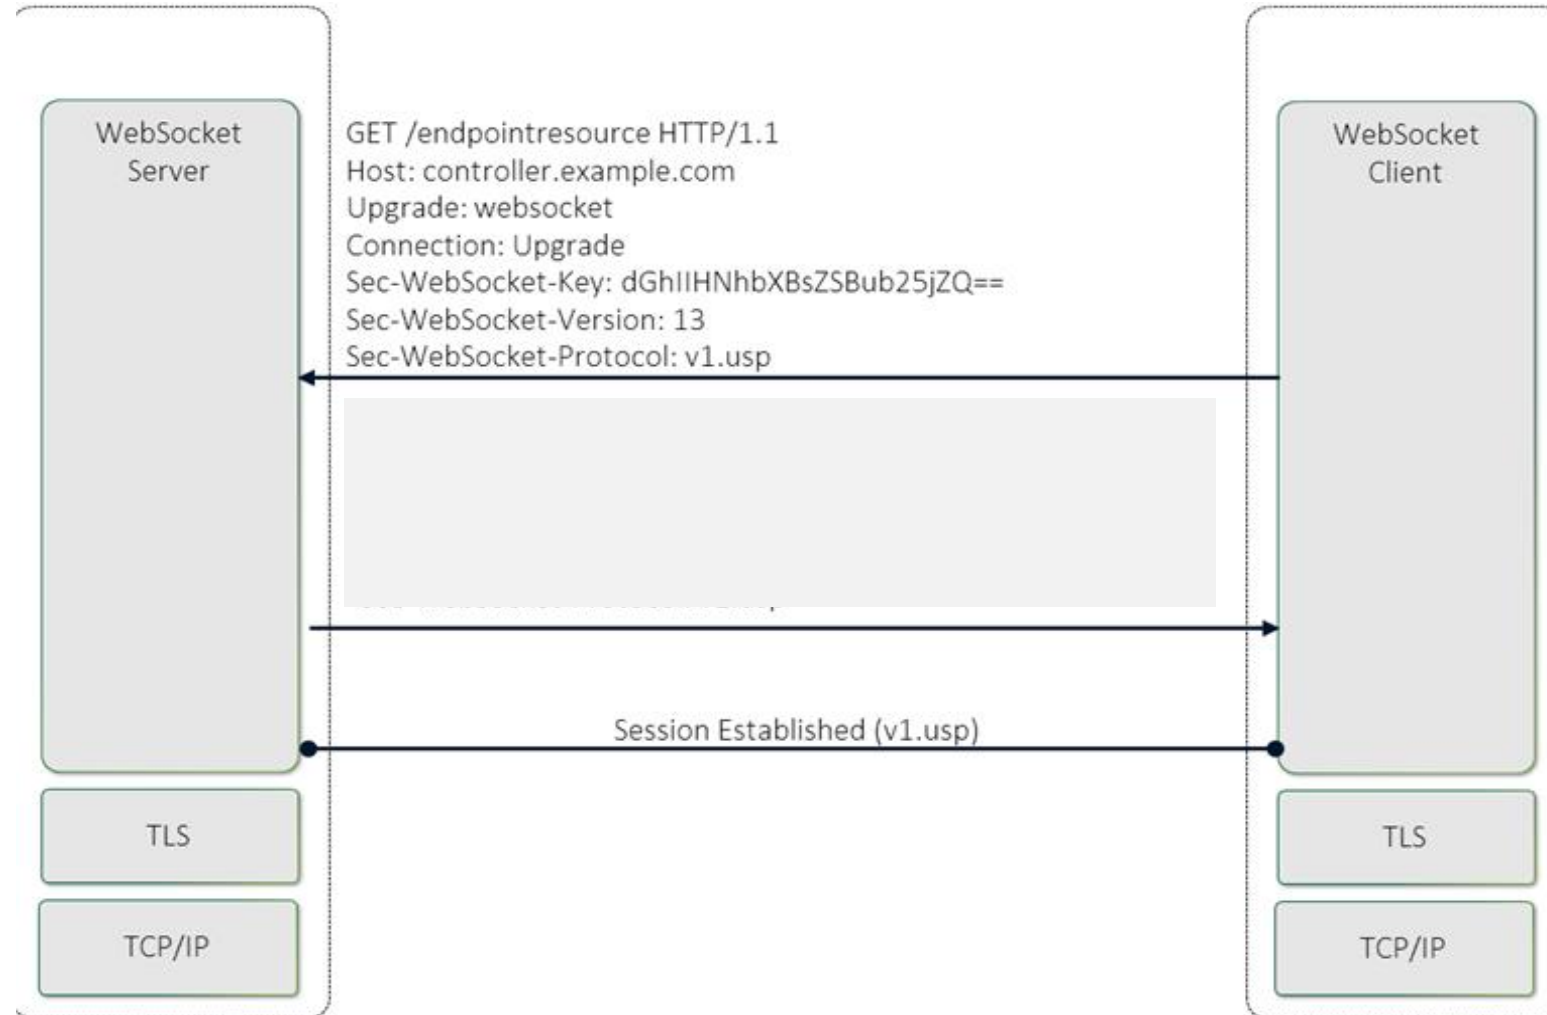 WebSocket
Server
GET /endpointresource HTTP/1.1
Host: controller.example.com
Upgrade: websocket
Connection: Upgrade
Sec-WebSocket-Key: dGhIIHNhbXBsZSBub25jZQ==
Sec-WebSocket-Version: 13
Sec-WebSocket-Protocol: v1.usp
WebSocket
Client
Session Established (v1.usp)
TLS
TLS
TCP/IP
TCP/IP